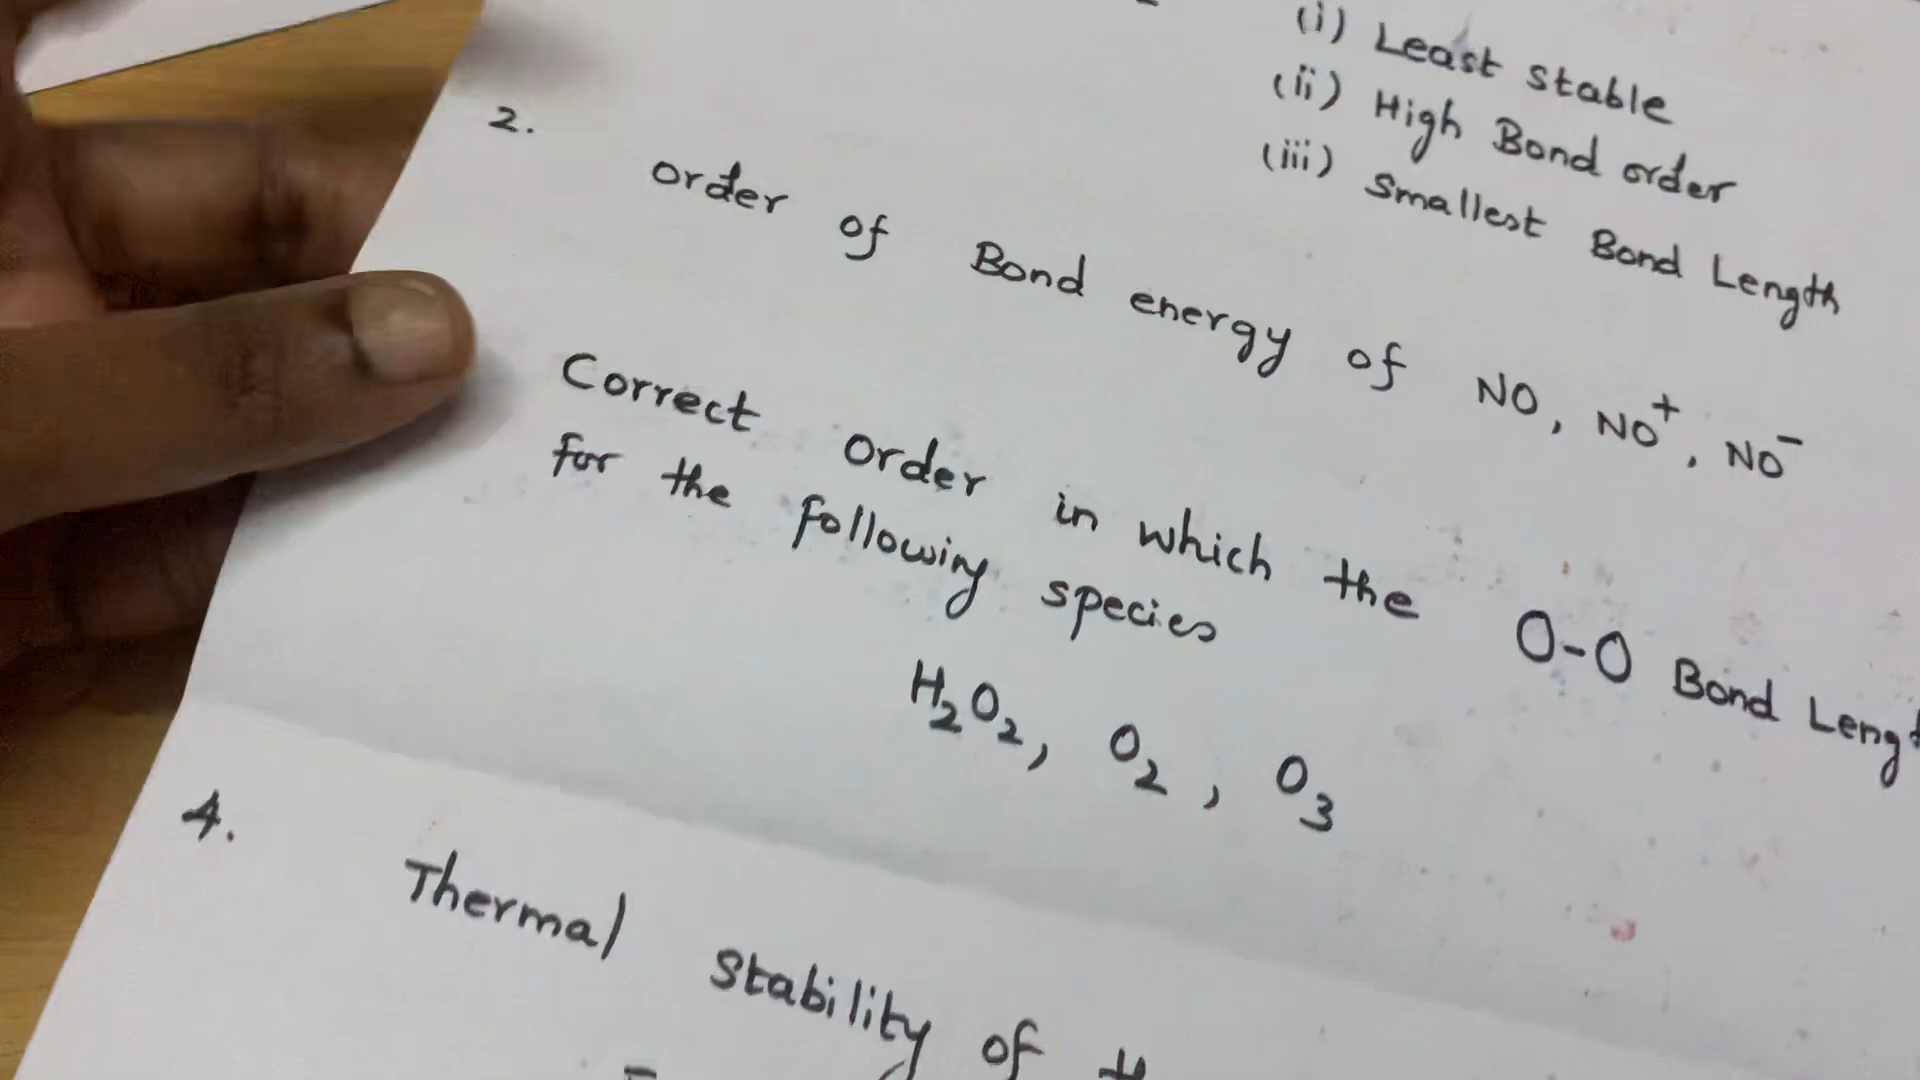 (i) Least stable
(ii) High Bond order
(iii) Smallest Bond Length
2.
order of Bond energy of NO, NO⁺, NO⁻
Correct order in which the O-O Bond
for the following species
H₂O₂, O₂, O₃
4.
Thermal Stability of